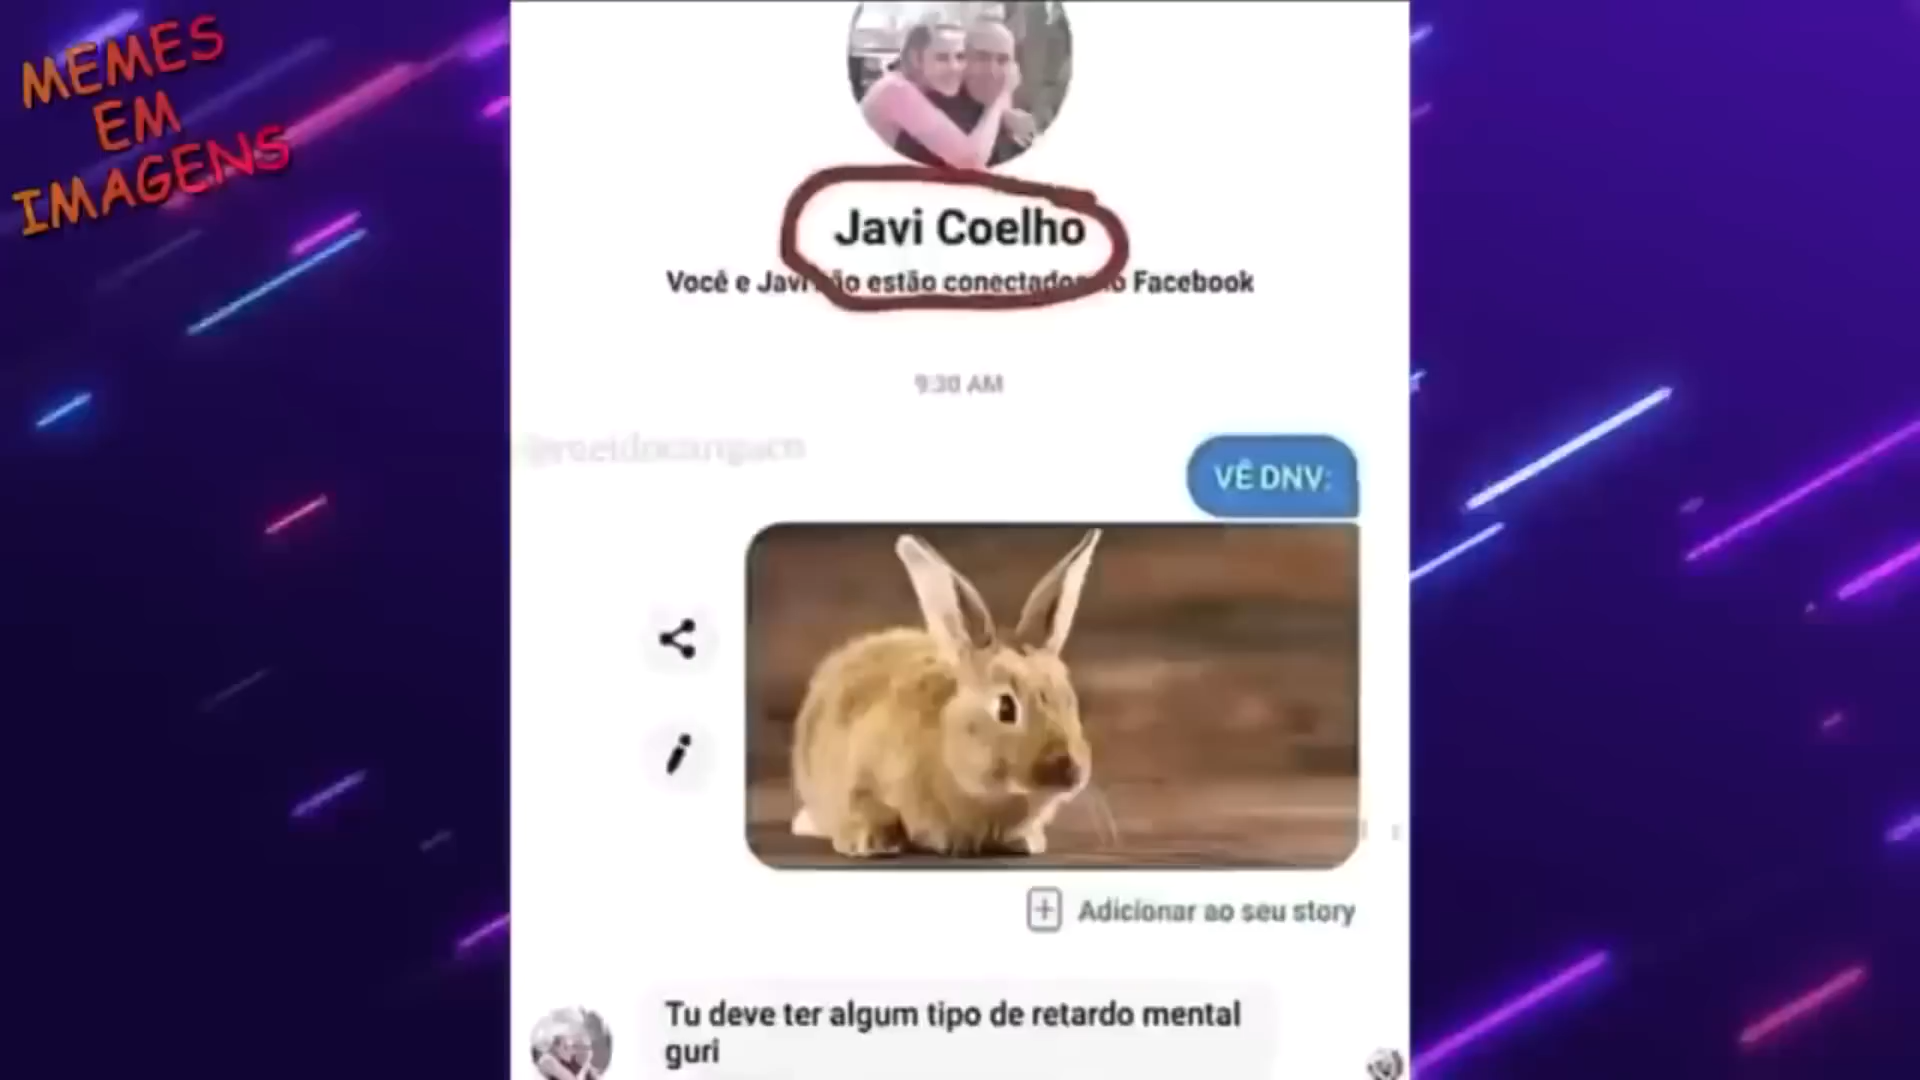 MEMES
EM
IMAGENS
Javi Coelho
Você e Javi estão conectados Facebook
9:30 AM
VÊ DNV:
Adicionar ao seu story
Tu deve ter algum tipo de retardo mental
guri